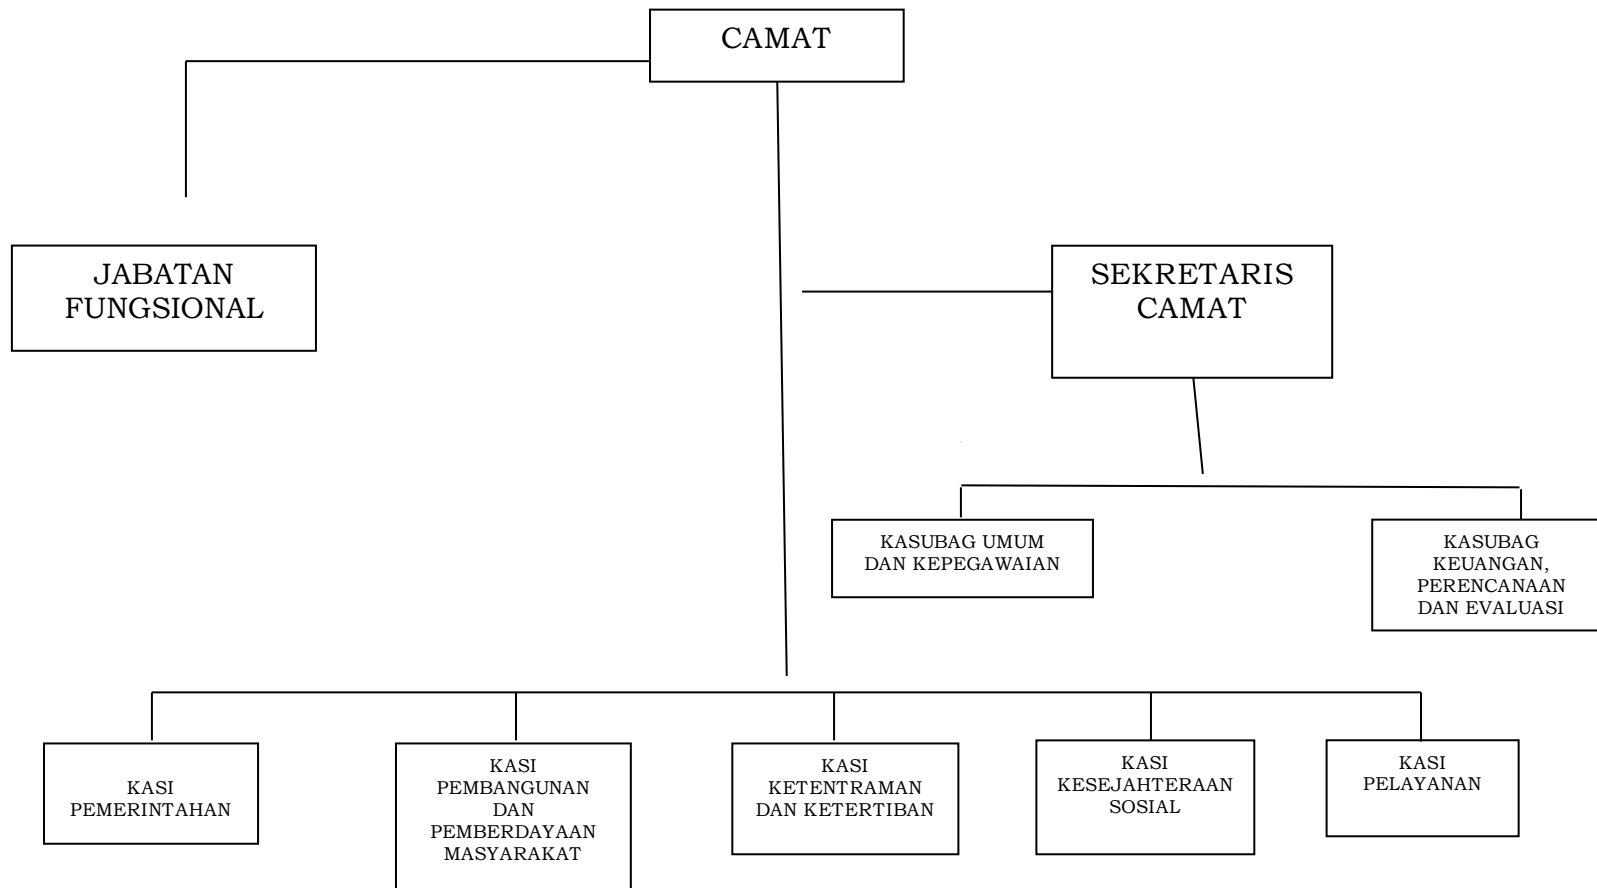 CAMAT
JABATAN
FUNGSIONAL
SEKRETARIS
CAMAT
KASUBAG UMUM
DAN KEPEGAWAIAN
KASUBAG
KEUANGAN,
PERENCANAAN
DAN EVALUASI
KASI
PEMERINTAHAN
KASI
PEMBANGUNAN
DAN
PEMBERDAYAAN
MASYARAKAT
KASI
KETENTRAMAN
DAN KETERTIBAN
KASI
KESEJAHTERAAN
SOSIAL
KASI
PELAYANAN